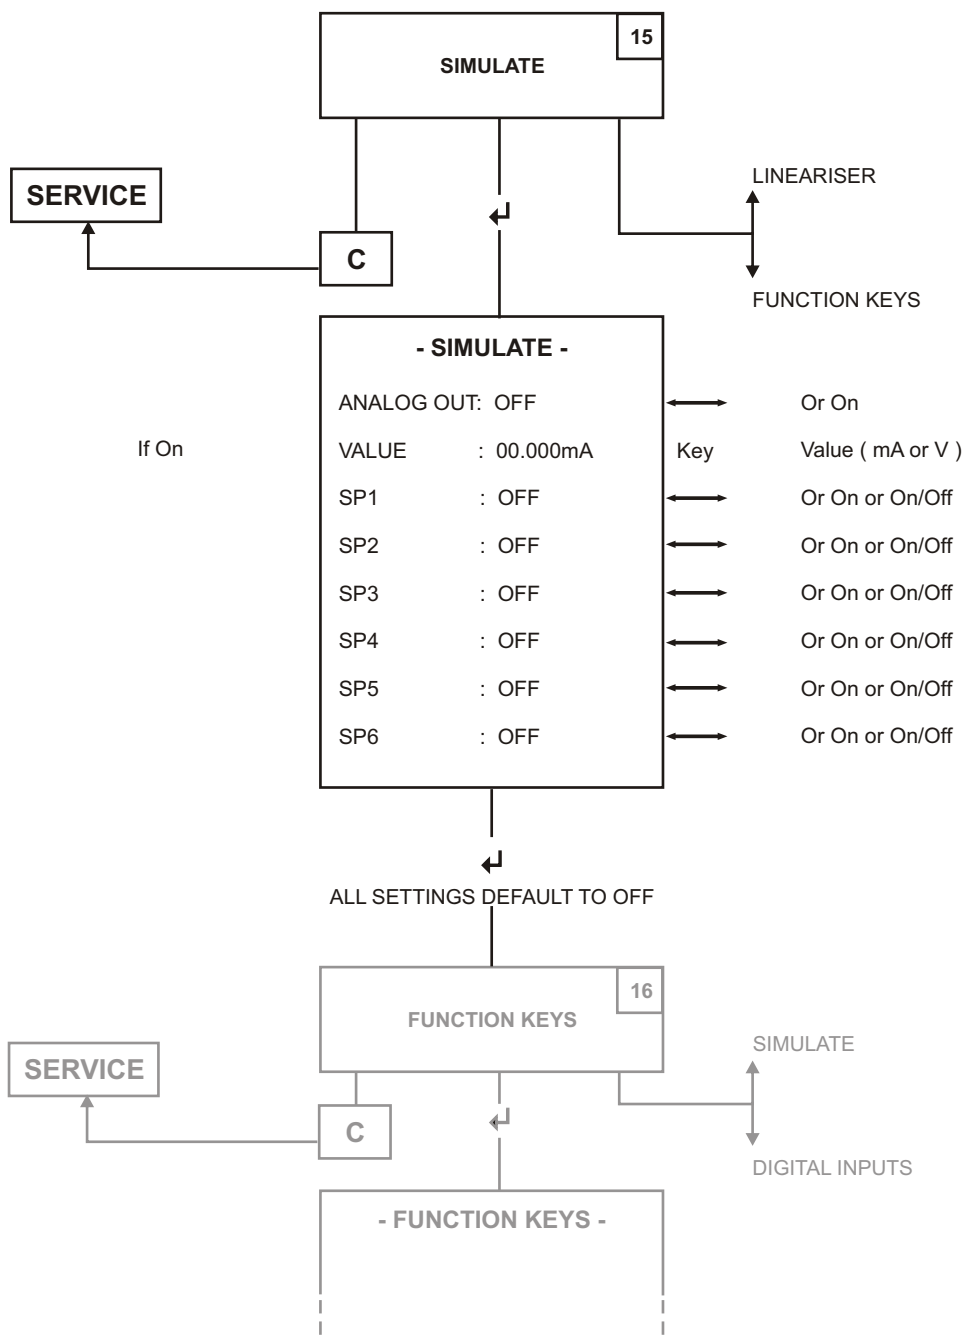 15
SIMULATE
SERVICE
C
LINEARISER
FUNCTION KEYS
- SIMULATE -
ANALOG OUT: OFF Or On
If On VALUE : 00.000mA Key Value ( mA or V )
SP1 : OFF Or On or On/Off
SP2 : OFF Or On or On/Off
SP3 : OFF Or On or On/Off
SP4 : OFF Or On or On/Off
SP5 : OFF Or On or On/Off
SP6 : OFF Or On or On/Off
ALL SETTINGS DEFAULT TO OFF
16
FUNCTION KEYS
SERVICE
C
SIMULATE
DIGITAL INPUTS
- FUNCTION KEYS -